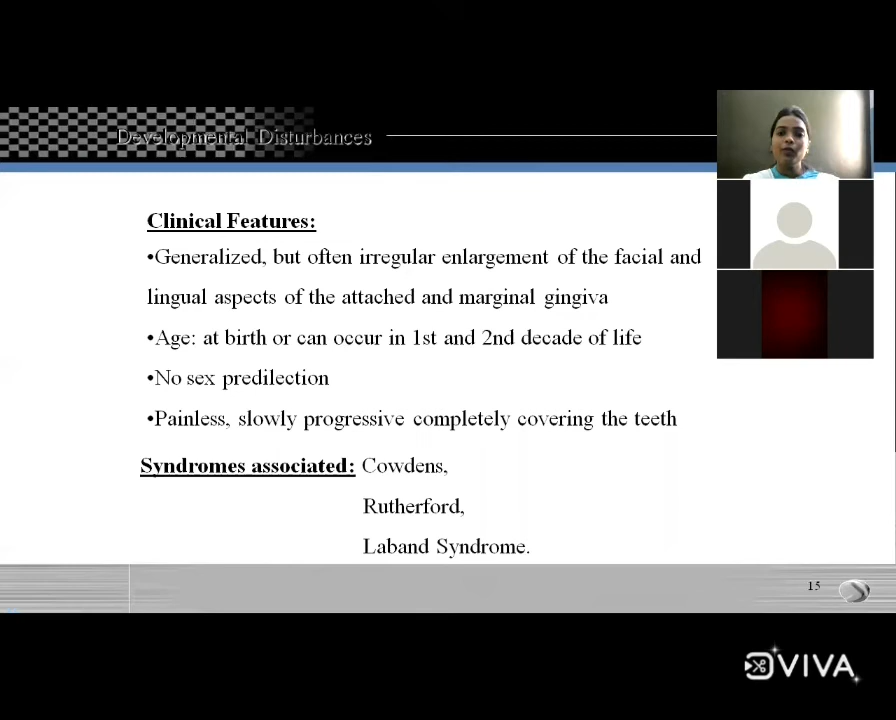 Developmental Disturbances
Clinical Features:
•Generalized, but often irregular enlargement of the facial and
lingual aspects of the attached and marginal gingiva
•Age: at birth or can occur in 1st and 2nd decade of life
•No sex predilection
•Painless, slowly progressive completely covering the teeth
Syndromes associated: Cowdens,
Rutherford,
Laband Syndrome.
15
VIVA